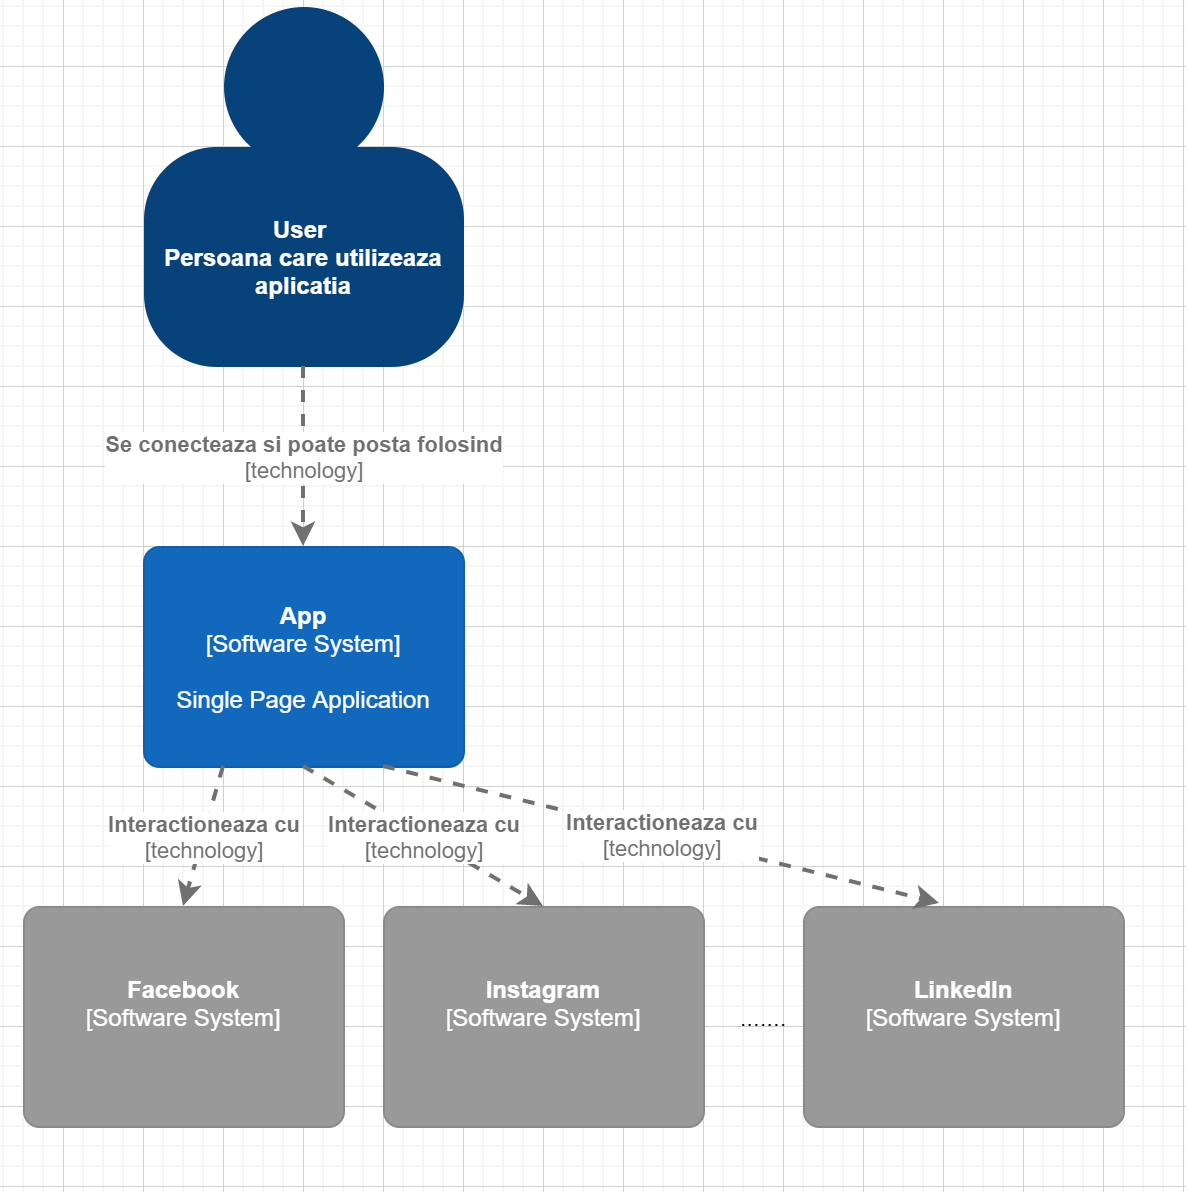 User
Persoana care utilizeaza
aplicatia
Se conecteaza si poate posta folosind
[technology]
App
[Software System]
Single Page Application
Interactioneaza cu
[technology]
Interactioneaza cu
[technology]
Interactioneaza cu
[technology]
Facebook
[Software System]
Instagram
[Software System]
.......
LinkedIn
[Software System]